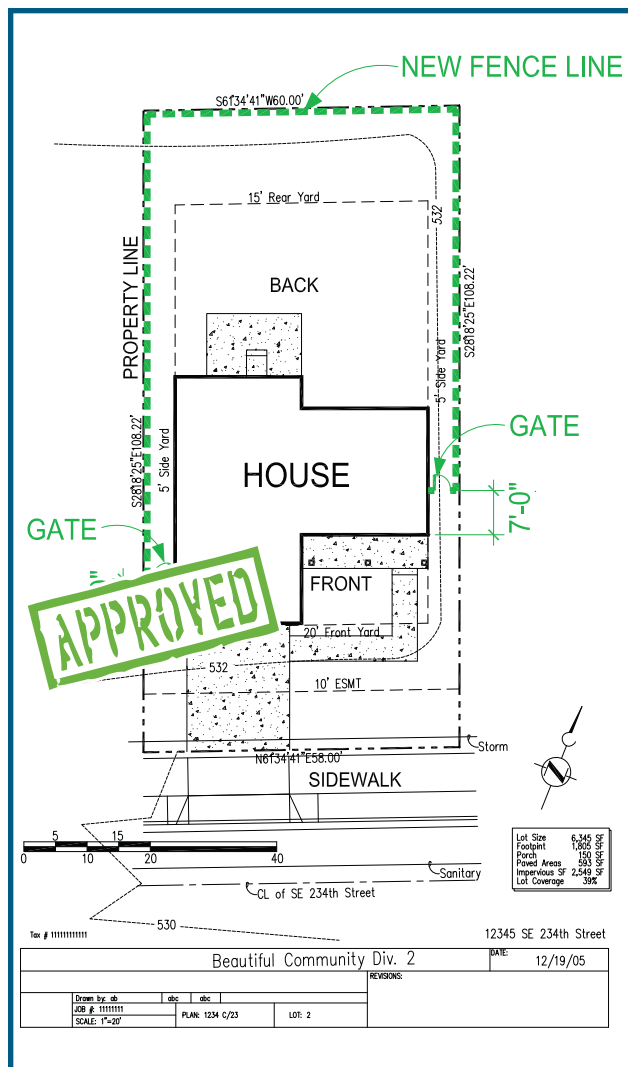 NEW FENCE LINE
S61°34'41"W60.00'
15' Rear Yard
532
BACK
PROPERTY LINE
S2818'25"E108.22'
5' Side Yard
S2818'25"E108.22'
5' Side Yard
GATE
HOUSE
7'-0"
GATE
APPROVED
FRONT
20' Front Yard
532
10' ESMT
Storm
N61°34'41"E58.00'
SIDEWALK
5 15
0 10 20 40
Sanitary
CL of SE 234th Street
Lot Size 6,345 SF
Footpint 1,805 SF
Porch 150 SF
Paved Areas 593 SF
Impervious SF 2,549 SF
Lot Coverage 39%
530
Tax # 111111111111
12345 SE 234th Street
Beautiful Community Div. 2
DATE: 12/19/05
REVISIONS:
Drawn by: ab abc abc
JOB #: 11111111
SCALE: 1"=20'
PLAN: 1234 C/23
LOT: 2